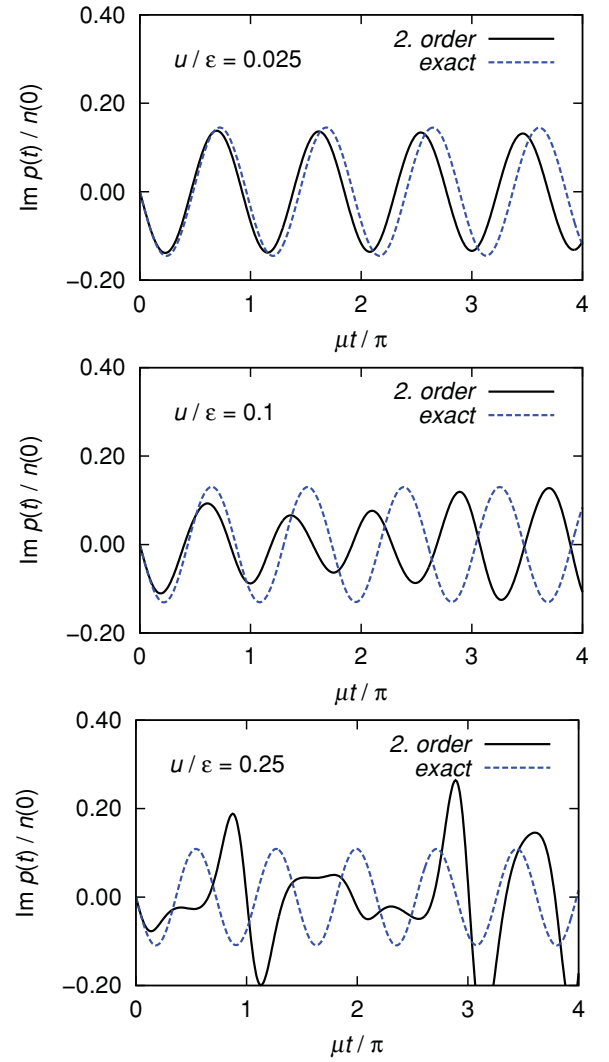 0.40
0.20
0.00
−0.20
Im p(t) / n(0)
u / ε = 0.025
2. order
exact
0 1 2 3 4
μt / π
0.40
0.20
0.00
−0.20
Im p(t) / n(0)
u / ε = 0.1
2. order
exact
0 1 2 3 4
μt / π
0.40
0.20
0.00
−0.20
Im p(t) / n(0)
u / ε = 0.25
2. order
exact
0 1 2 3 4
μt / π